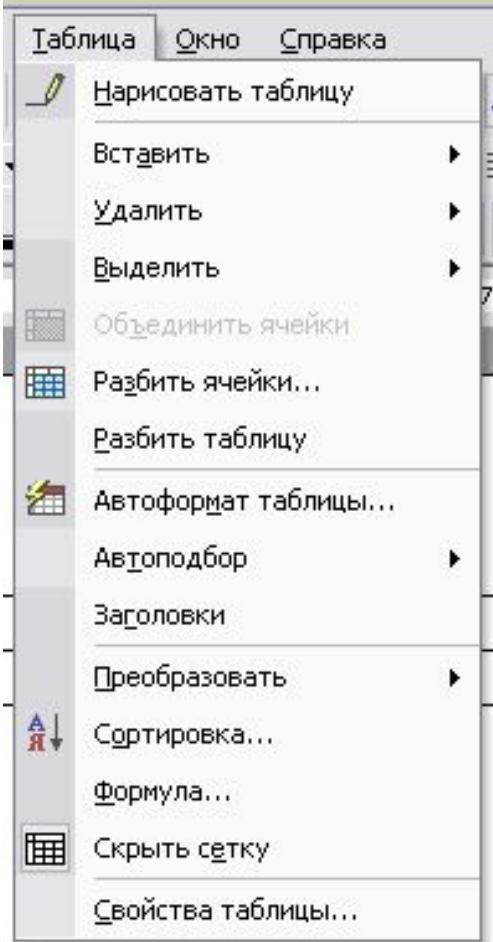 Таблица Окно Справка
Нарисовать таблицу
Вставить
Удалить
Выделить
Объединить ячейки
Разбить ячейки...
Разбить таблицу
Автоформат таблицы...
Автоподбор
Заголовки
Преобразовать
Сортировка...
Формула...
Скрыть сетку
Свойства таблицы...
7